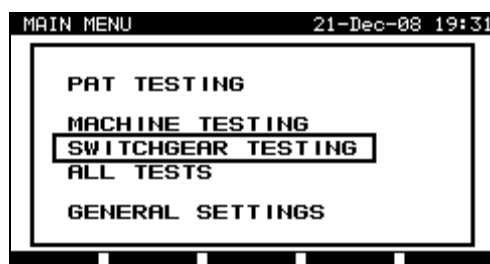 MAIN MENU 21-Dec-08 19:31
PAT TESTING
MACHINE TESTING
SWITCHGEAR TESTING
ALL TESTS
GENERAL SETTINGS